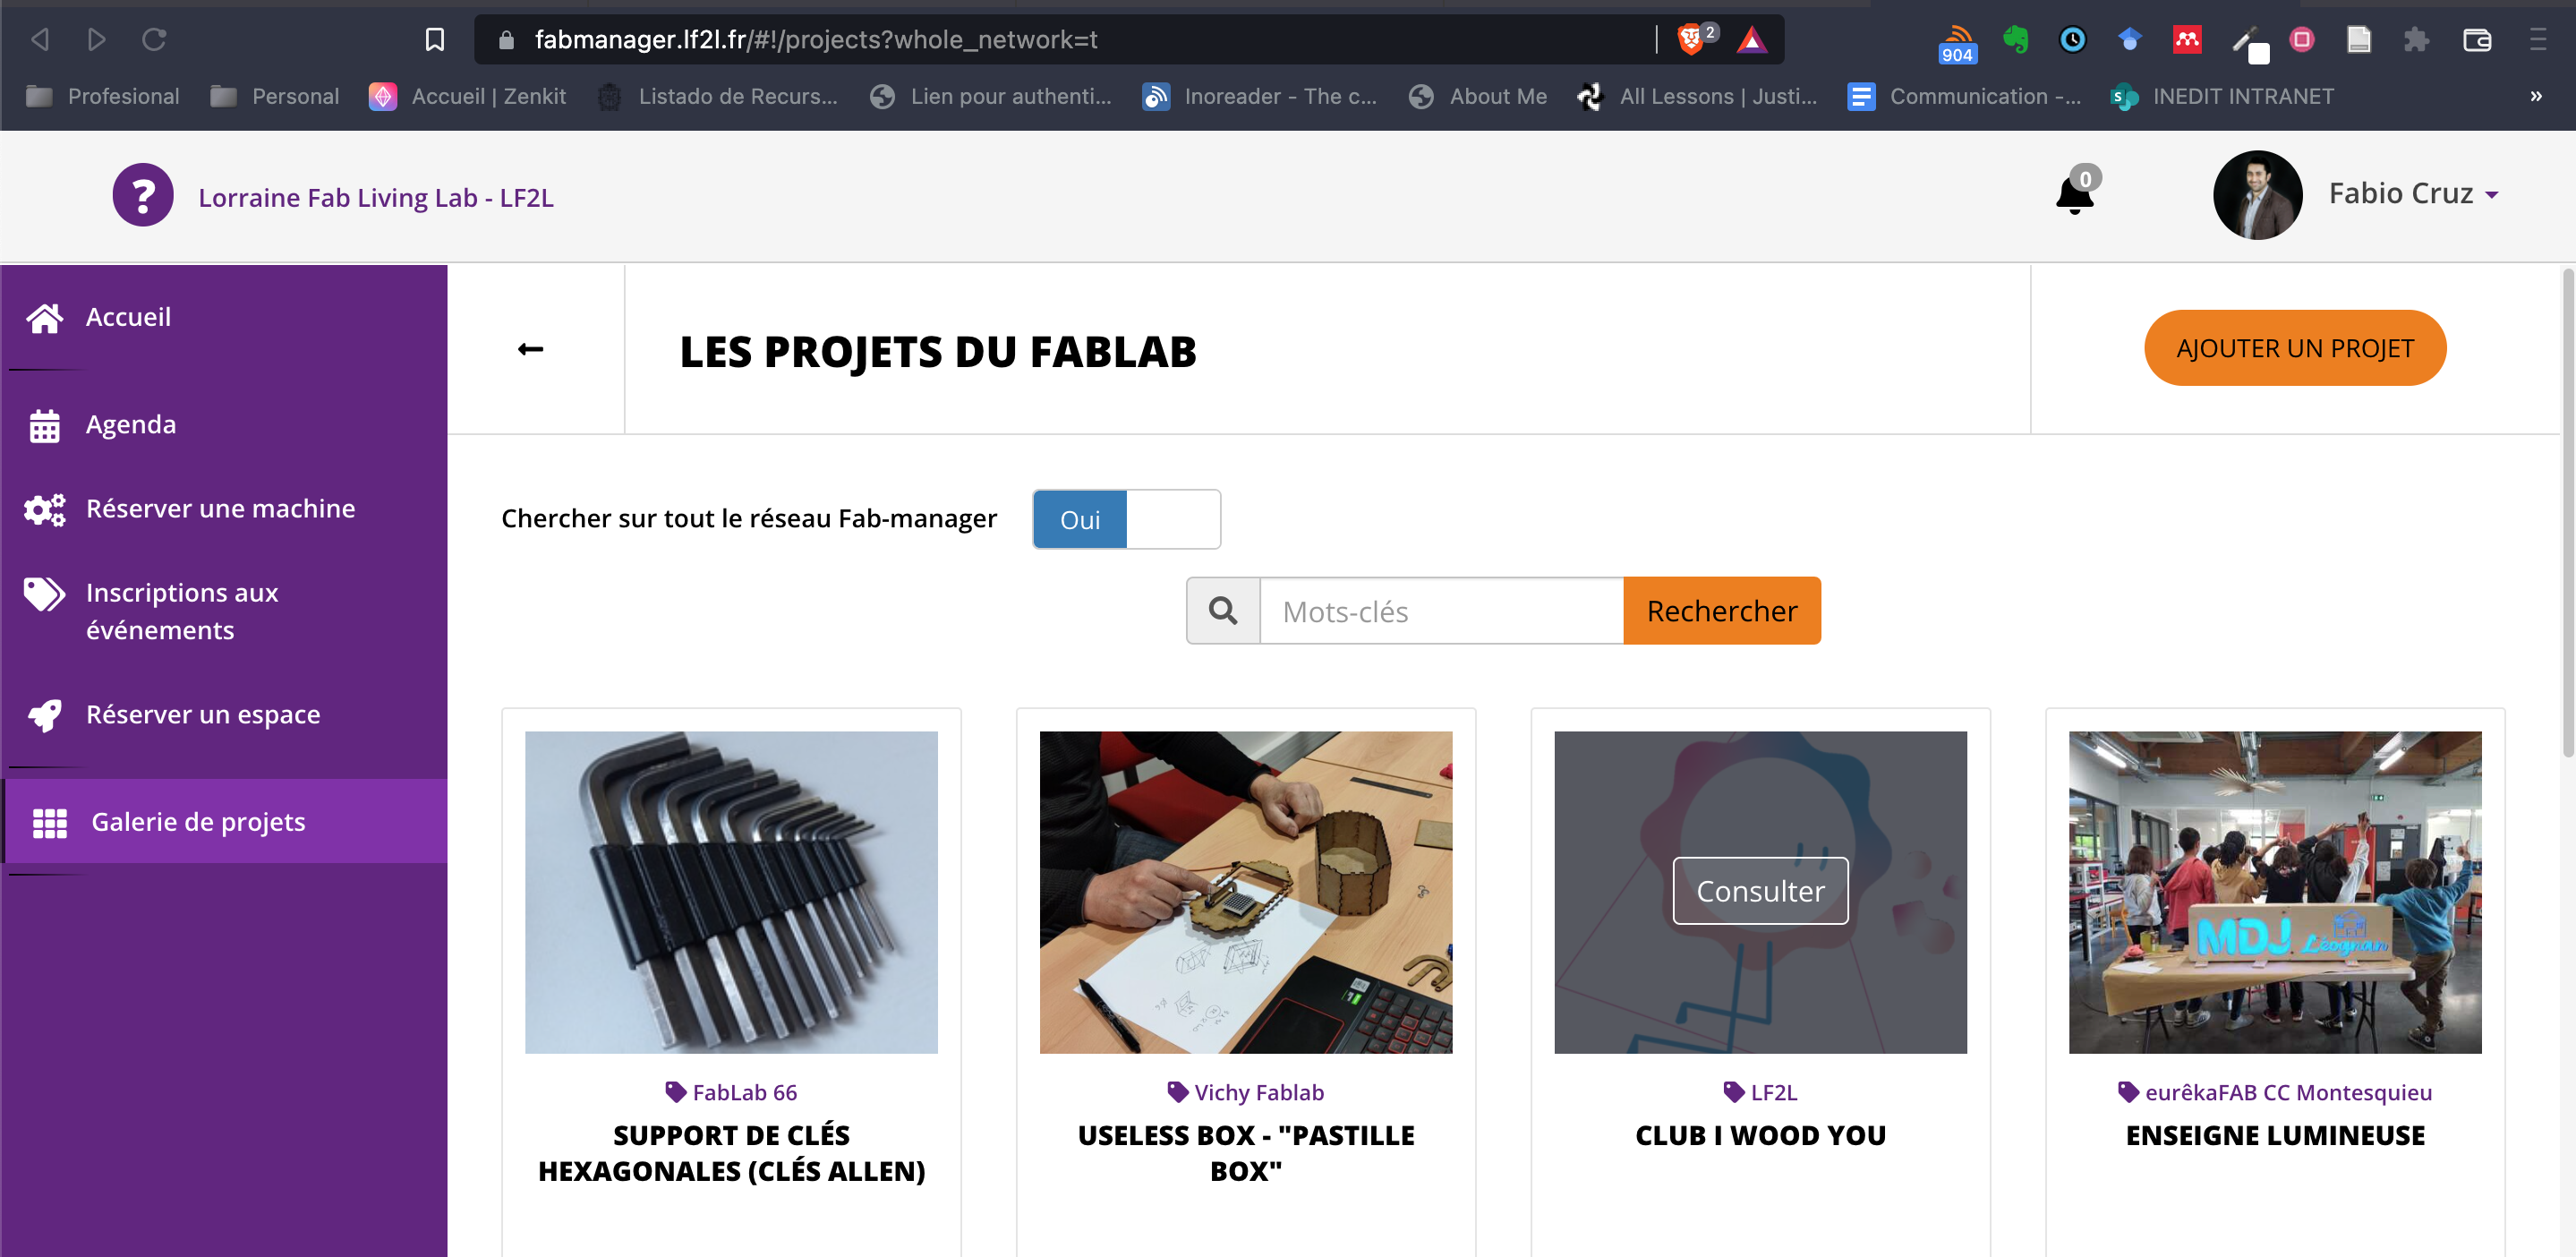 fabmanager.lf2l.fr/#!/projects?whole_network=t
2
904
Profesional
Personal
Accueil | Zenkit
Listado de Recurs...
Lien pour authenti...
Inoreader - The c...
About Me
All Lessons | Justi...
Communication -...
S
INEDIT INTRANET
»
?
Lorraine Fab Living Lab - LF2L
0
Fabio Cruz
Accueil
Agenda
Réserver une machine
Inscriptions aux
événements
Réserver un espace
Galerie de projets
LES PROJETS DU FABLAB
AJOUTER UN PROJET
Chercher sur tout le réseau Fab-manager
Oui
Mots-clés
Rechercher
Consulter
MDJ Léognan
FabLab 66
SUPPORT DE CLÉS
HEXAGONALES (CLÉS ALLEN)
Vichy Fablab
USELESS BOX - "PASTILLE
BOX"
LF2L
CLUB I WOOD YOU
eurêkaFAB CC Montesquieu
ENSEIGNE LUMINEUSE